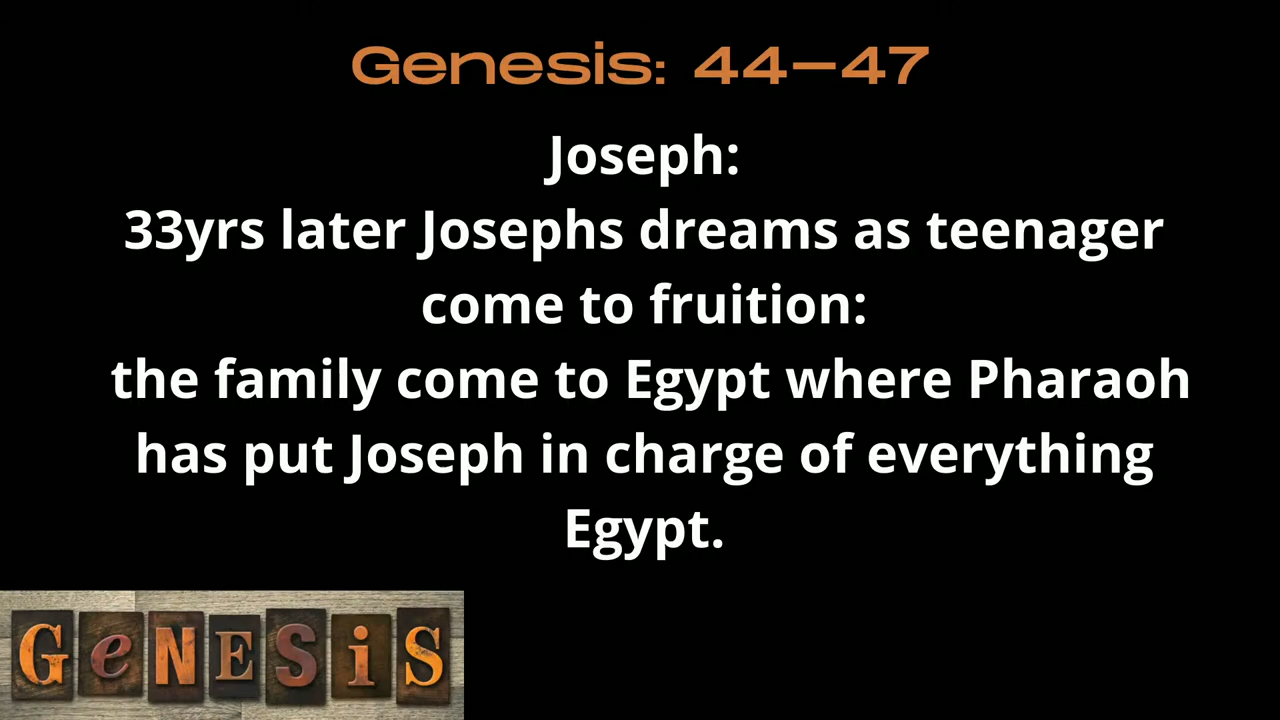 Genesis: 44–47
Joseph:
33yrs later Josephs dreams as teenager
come to fruition:
the family come to Egypt where Pharaoh
has put Joseph in charge of everything
Egypt.
GeNESiS